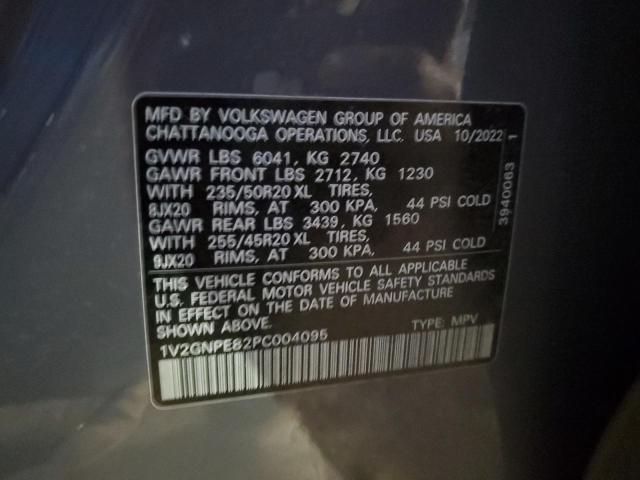 MFD BY VOLKSWAGEN GROUP OF AMERICA
CHATTANOOGA OPERATIONS, LLC. USA 10/2022
GVWR LBS 6041, KG 2740
GAWR FRONT LBS 2712, KG 1230
WITH 235/50R20 XL TIRES,
8JX20 RIMS, AT 300 KPA, 44 PSI COLD
GAWR REAR LBS 3439, KG 1560
WITH 255/45R20 XL TIRES,
9JX20 RIMS, AT 300 KPA, 44 PSI COLD
THIS VEHICLE CONFORMS TO ALL APPLICABLE
U.S. FEDERAL MOTOR VEHICLE SAFETY STANDARDS
IN EFFECT ON THE DATE OF MANUFACTURE
SHOWN ABOVE.
1V2GNPE82PC004095 TYPE: MPV
3940063 1